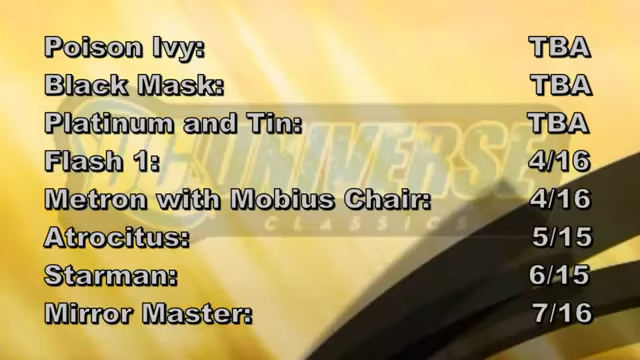 Poison Ivy: TBA
Black Mask: TBA
Platinum and Tin: TBA
Flash 1: 4/16
Metron with Mobius Chair: 4/16
Atrocitus: 5/15
Starman: 6/15
Mirror Master: 7/16
DC UNIVERSE
CLASSICS